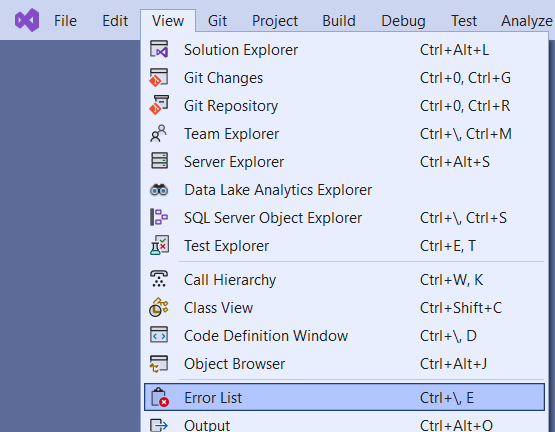 File Edit View Git Project Build Debug Test Analyze
Solution Explorer Ctrl+Alt+L
Git Changes Ctrl+0, Ctrl+G
Git Repository Ctrl+0, Ctrl+R
Team Explorer Ctrl+\, Ctrl+M
Server Explorer Ctrl+Alt+S
Data Lake Analytics Explorer
SQL Server Object Explorer Ctrl+\, Ctrl+S
Test Explorer Ctrl+E, T
Call Hierarchy Ctrl+W, K
Class View Ctrl+Shift+C
Code Definition Window Ctrl+\, D
Object Browser Ctrl+Alt+J
Error List Ctrl+\, E
Output Ctrl+Alt+O